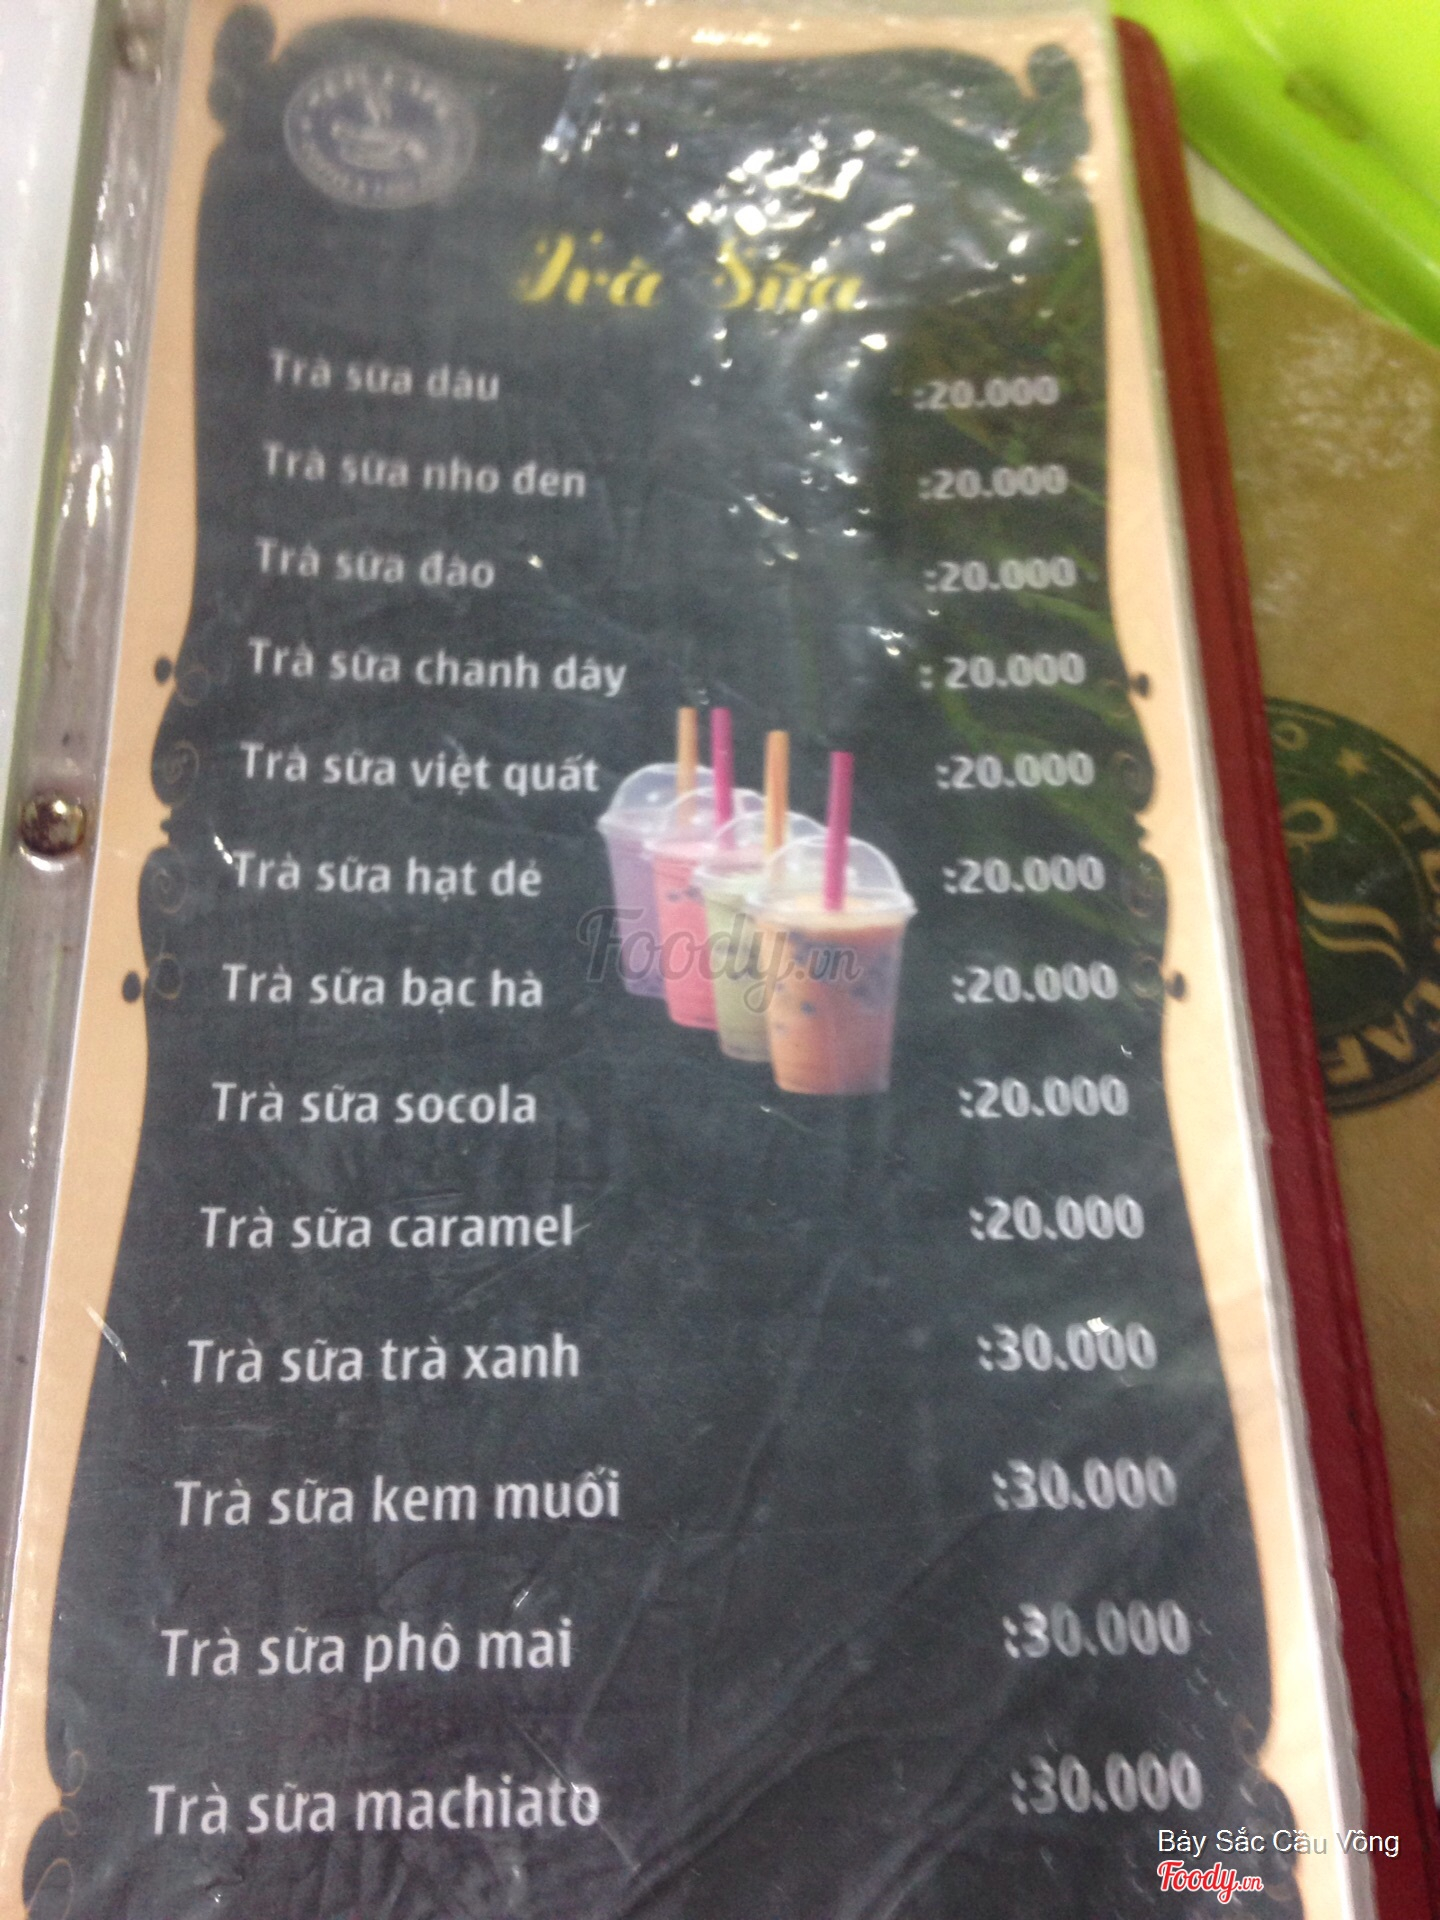 Trà Sữa
Trà sữa dâu :20.000
Trà sữa nho đen :20.000
Trà sữa đào :20.000
Trà sữa chanh dây : 20.000
Trà sữa việt quất :20.000
Trà sữa hạt dẻ :20.000
Foody.vn
Trà sữa bạc hà :20.000
Trà sữa socola :20.000
Trà sữa caramel :20.000
Trà sữa trà xanh :30.000
Trà sữa kem muối :30.000
Trà sữa phô mai :30.000
Trà sữa machiato :30.000
Bảy Sắc Cầu Vồng
Foody.vn